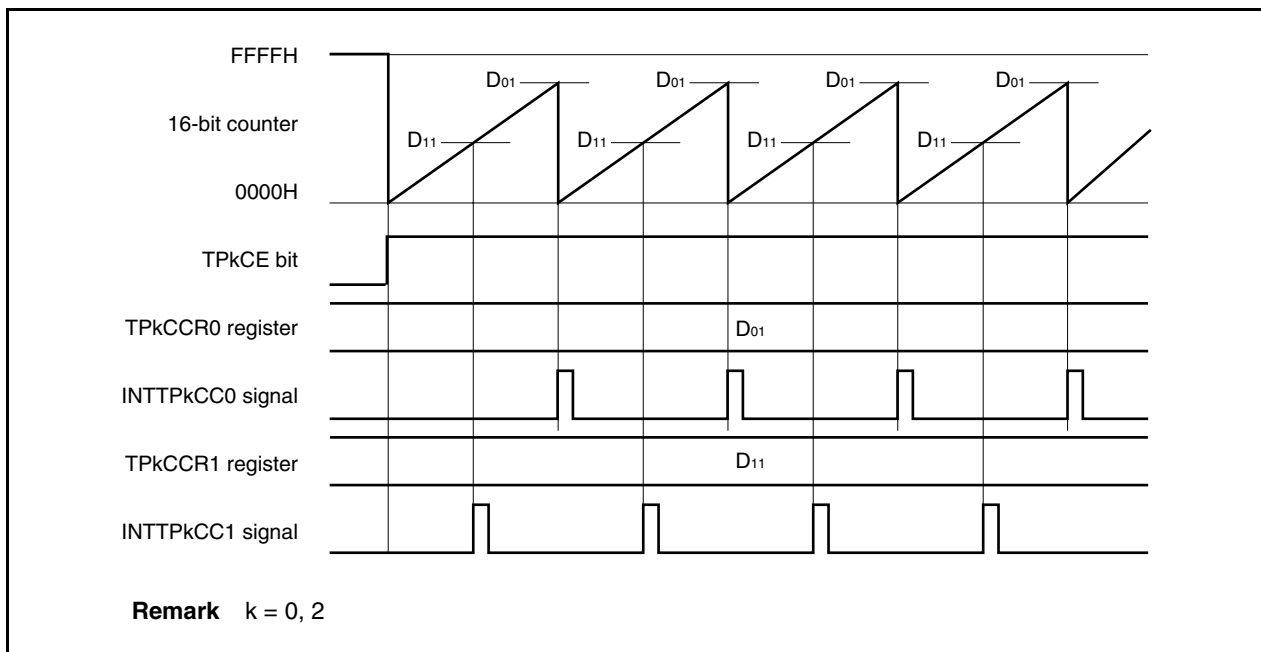 FFFFH
D01 D01 D01 D01
16-bit counter
D11 D11 D11 D11
0000H
TPkCE bit
TPkCCR0 register D01
INTTPkCC0 signal
TPkCCR1 register D11
INTTPkCC1 signal
Remark k = 0, 2